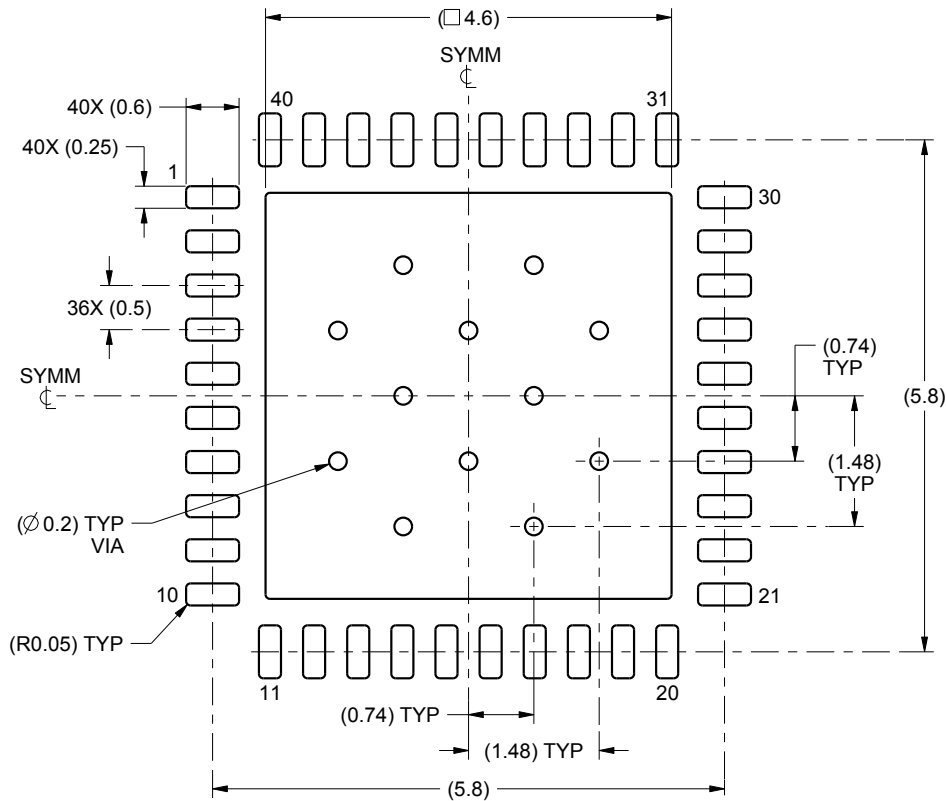 (□ 4.6)
SYMM
℄
40
31
40X (0.6)
40X (0.25)
1
30
36X (0.5)
(0.74)
TYP
SYMM
℄
(5.8)
(1.48)
TYP
(Ø 0.2) TYP
VIA
10
21
(R0.05) TYP
11
20
(0.74) TYP
(1.48) TYP
(5.8)